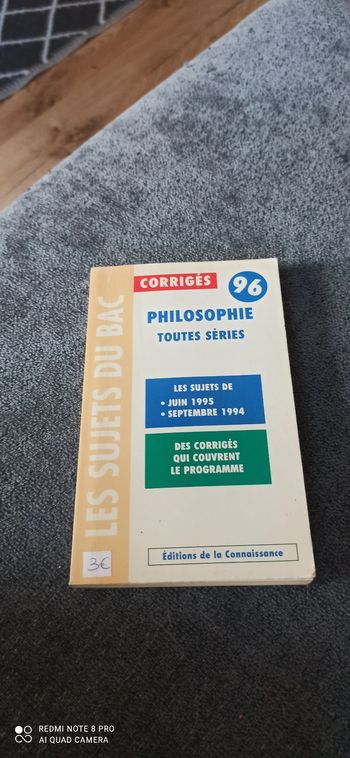 LES SUJETS DU BAC
CORRIGÉS
96
PHILOSOPHIE
TOUTES SÉRIES
LES SUJETS DE
• JUIN 1995
• SEPTEMBRE 1994
DES CORRIGÉS
QUI COUVRENT
LE PROGRAMME
Éditions de la Connaissance
3€
REDMI NOTE 8 PRO
AI QUAD CAMERA